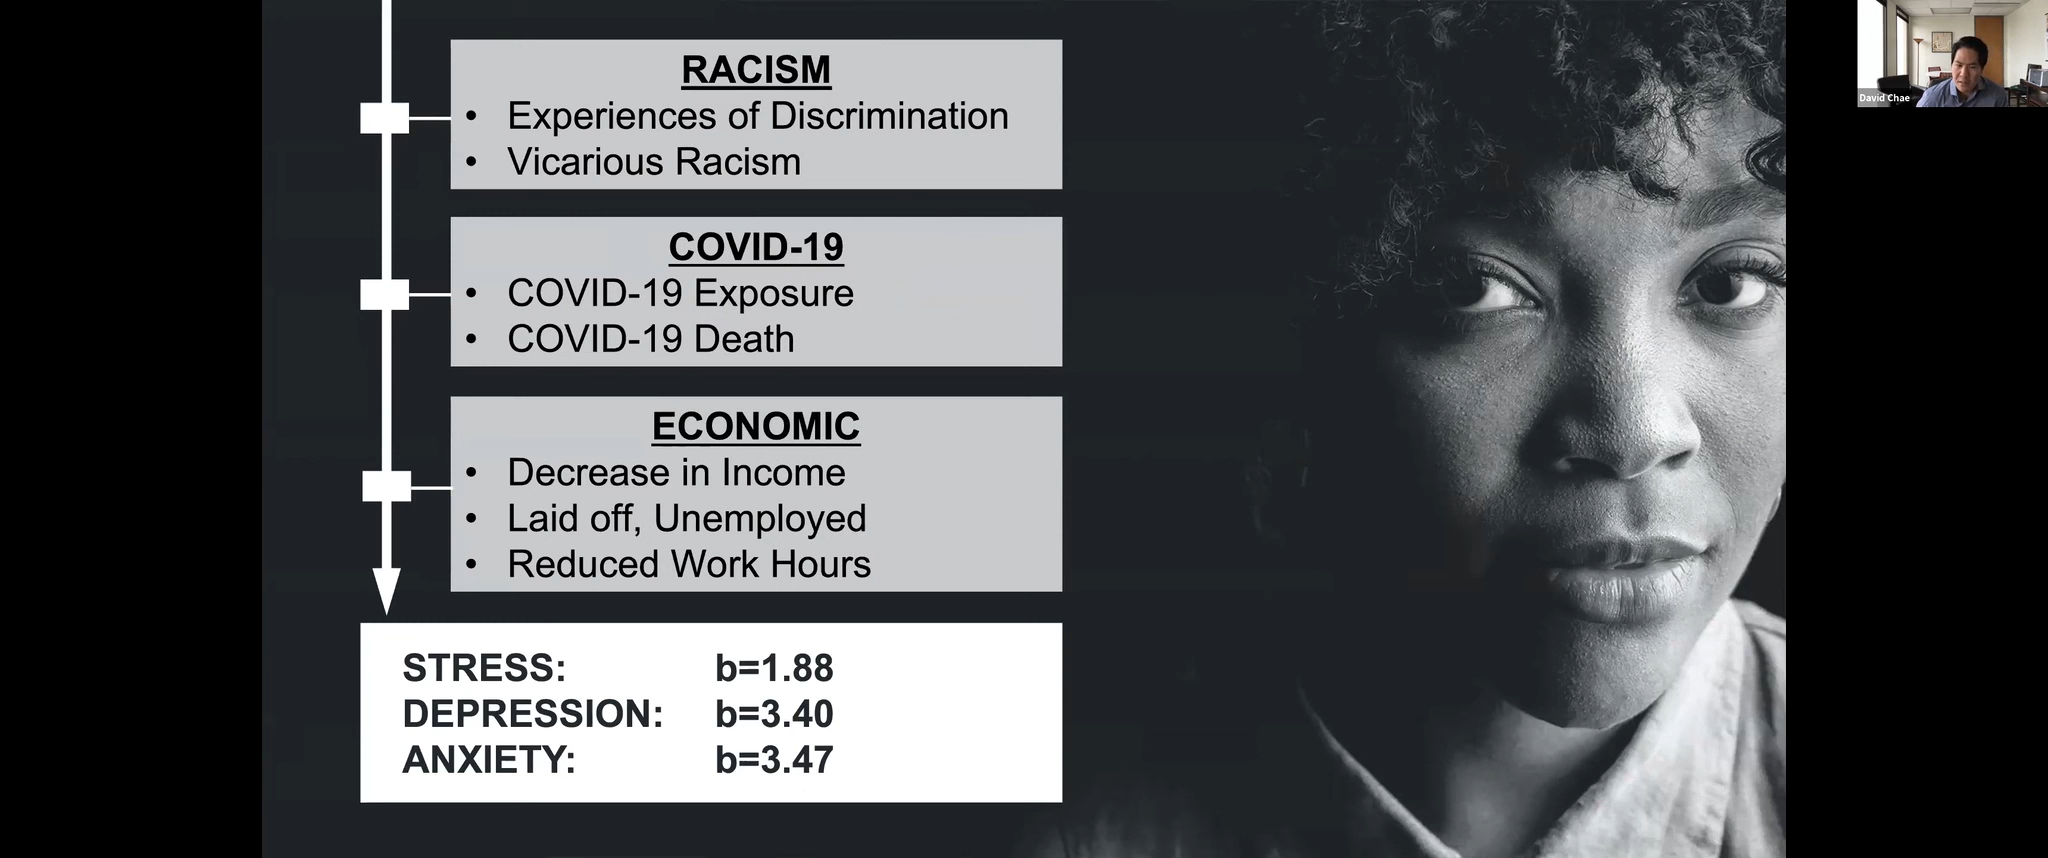 RACISM
• Experiences of Discrimination
• Vicarious Racism
COVID-19
• COVID-19 Exposure
• COVID-19 Death
ECONOMIC
• Decrease in Income
• Laid off, Unemployed
• Reduced Work Hours
STRESS: b=1.88
DEPRESSION: b=3.40
ANXIETY: b=3.47
David Chae